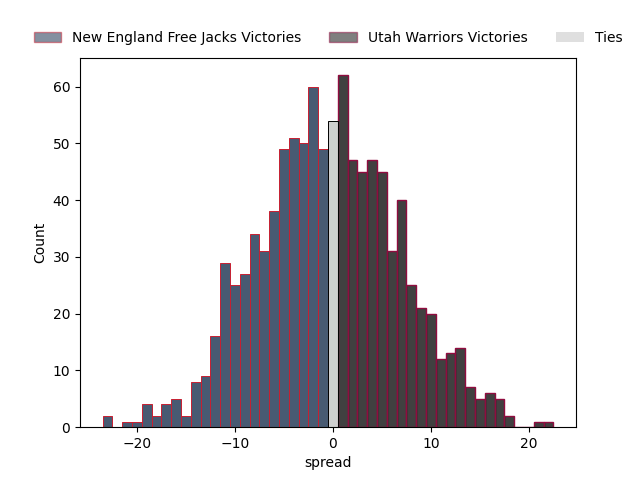 New England Free Jacks Victories Utah Warriors Victories Ties
60
50
40
30
20
10
0
Count
−20 −10 0 10 20
spread